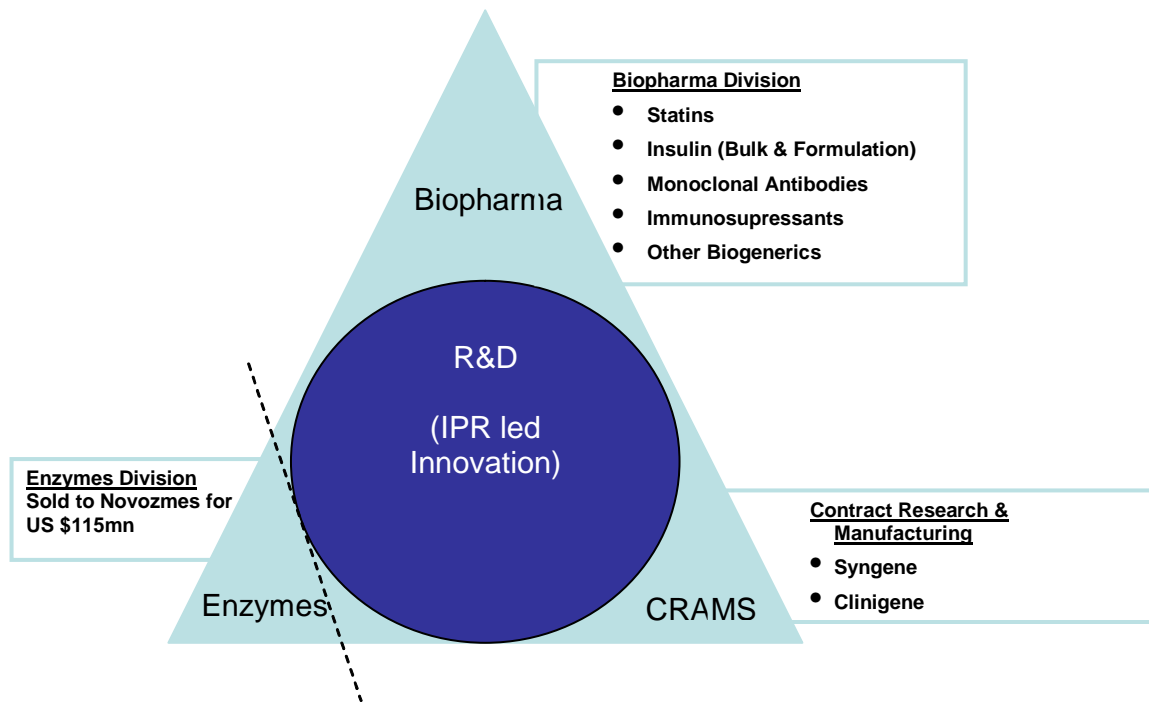 Biopharma Division
• Statins
• Insulin (Bulk & Formulation)
• Monoclonal Antibodies
• Immunosupressants
• Other Biogenerics
Biopharma
R&D
(IPR led
Innovation)
Enzymes Division
Sold to Novozmes for
US $115mn
Contract Research &
Manufacturing
• Syngene
• Clinigene
Enzymes
CRAMS